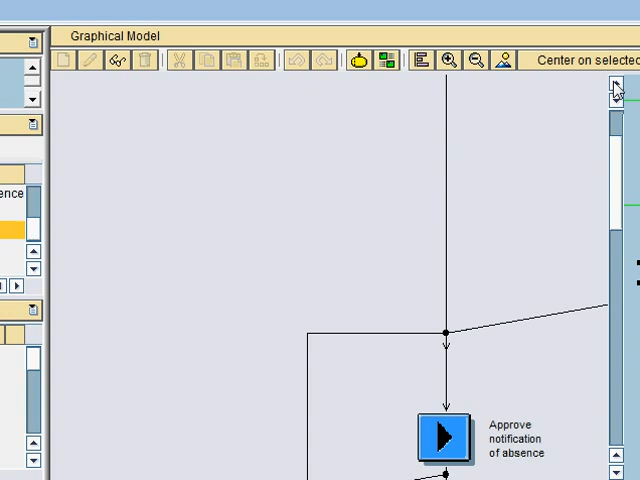 Graphical Model
Center on selected
ence
Approve
notification
of absence